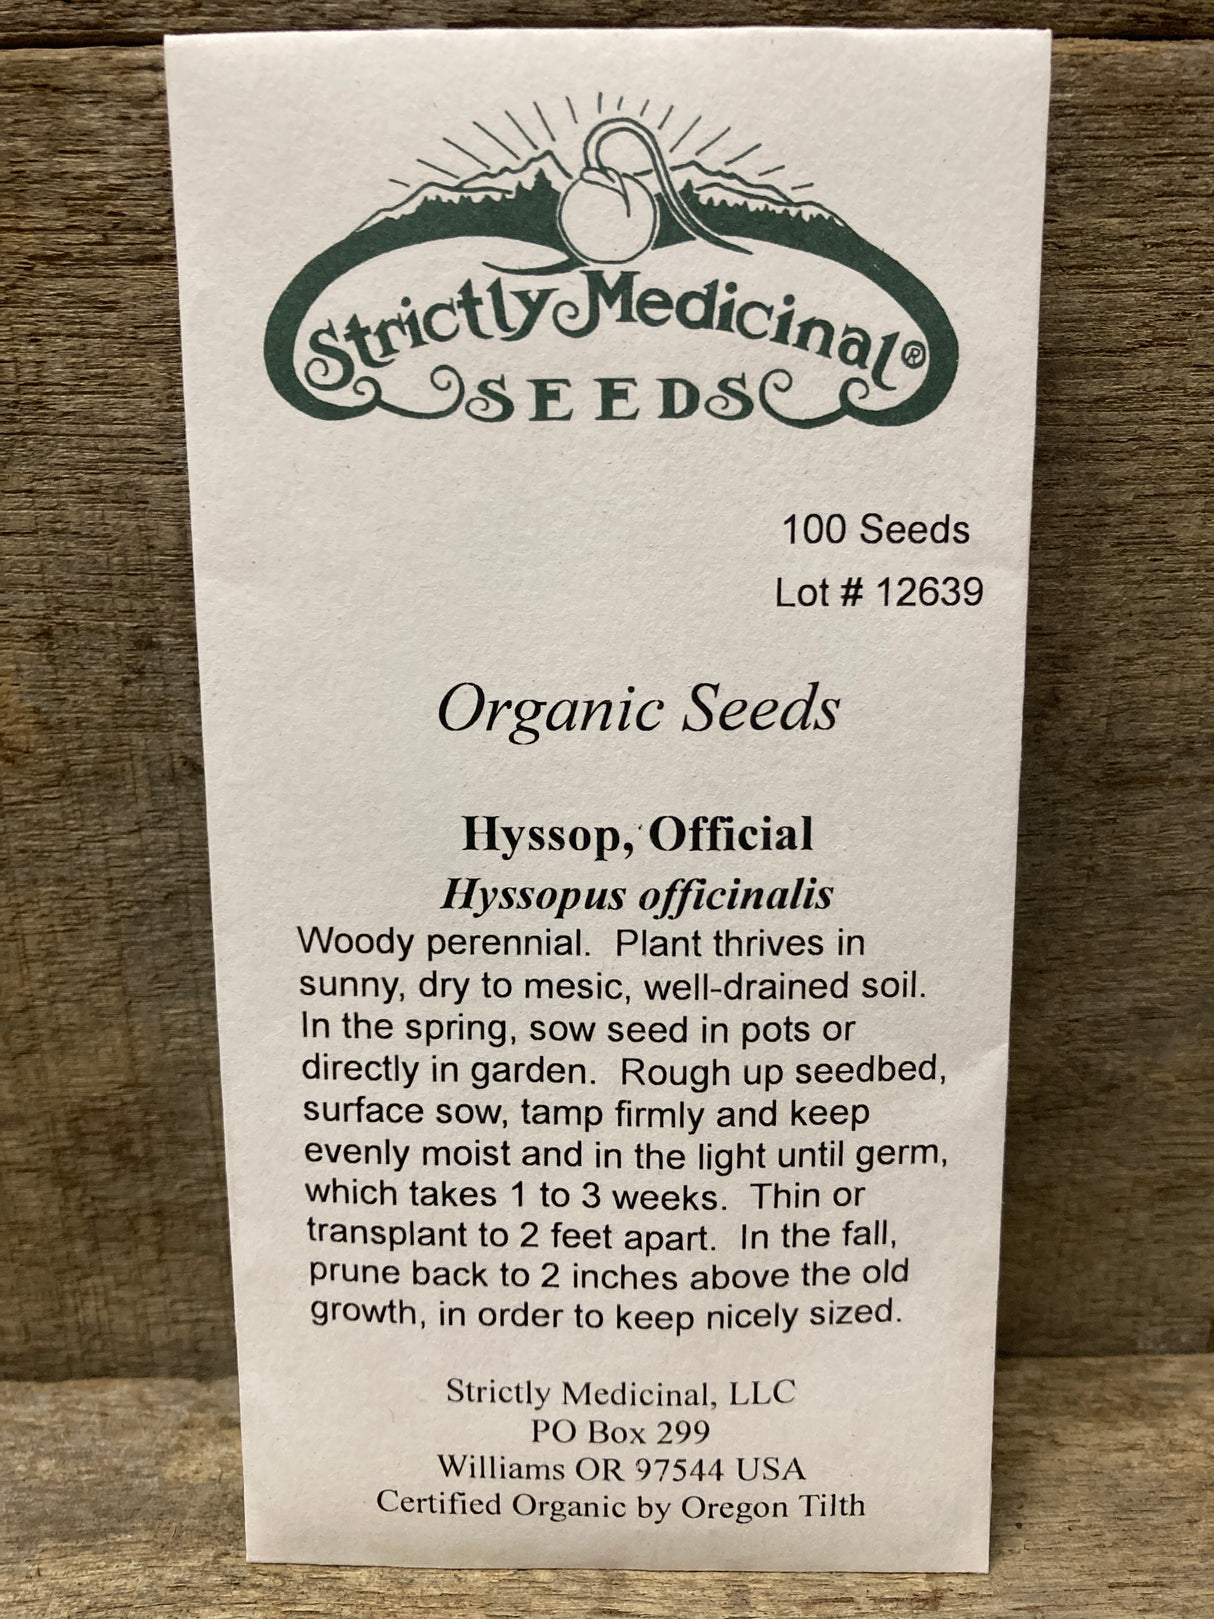 Strictly Medicinal®
SEEDS
100 Seeds
Lot # 12639
Organic Seeds
Hyssop, Official
Hyssopus officinalis
Woody perennial. Plant thrives in
sunny, dry to mesic, well-drained soil.
In the spring, sow seed in pots or
directly in garden. Rough up seedbed,
surface sow, tamp firmly and keep
evenly moist and in the light until germ,
which takes 1 to 3 weeks. Thin or
transplant to 2 feet apart. In the fall,
prune back to 2 inches above the old
growth, in order to keep nicely sized.
Strictly Medicinal, LLC
PO Box 299
Williams OR 97544 USA
Certified Organic by Oregon Tilth